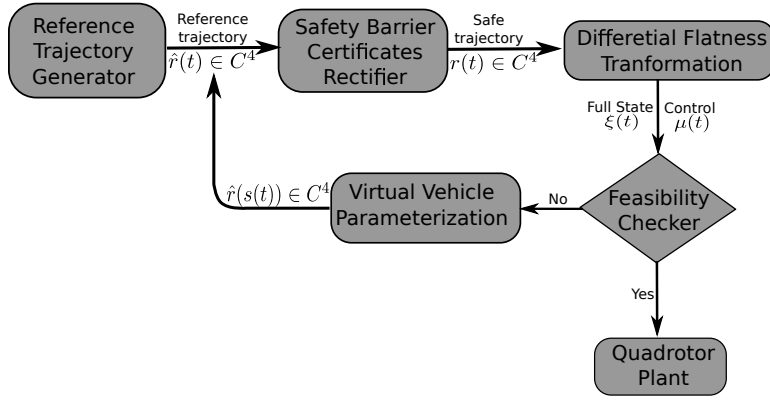 Reference
Trajectory
Generator
Reference
trajectory
r̂(t) ∈ C⁴
Safety Barrier
Certificates
Rectifier
Safe
trajectory
r(t) ∈ C⁴
Differetial Flatness
Tranformation
Full State
ξ(t)
Control
μ(t)
Feasibility
Checker
No
Virtual Vehicle
Parameterization
r̂(s(t)) ∈ C⁴
Yes
Quadrotor
Plant